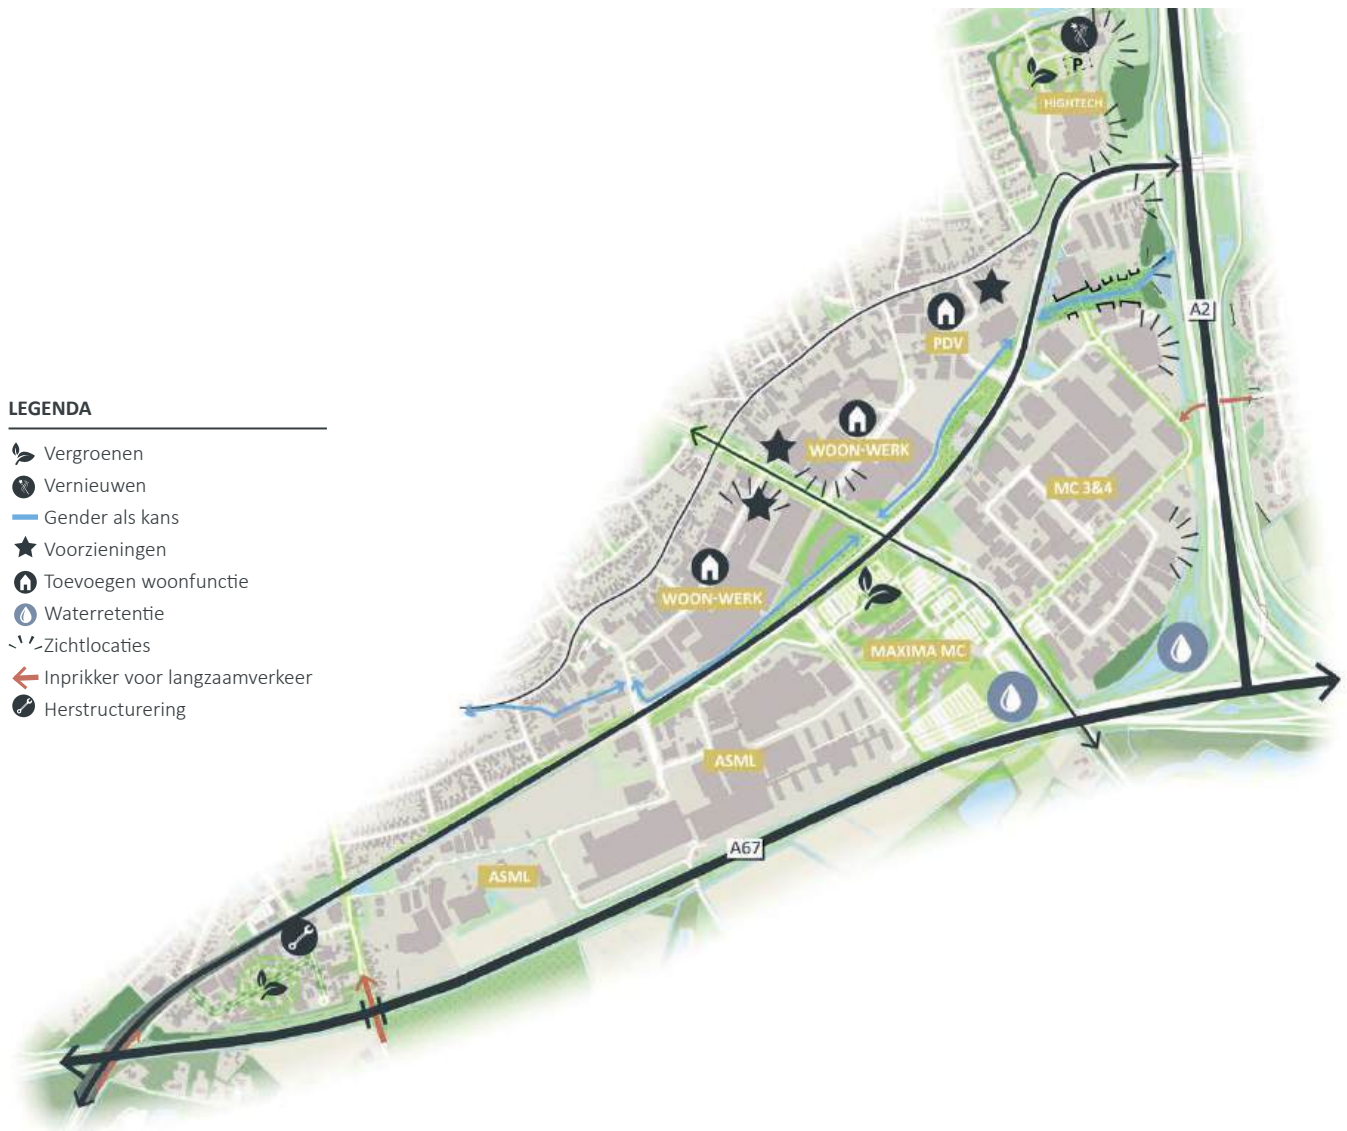 P
HIGHTECH
A2
PDV
LEGENDA
Vergroenen
WOON-WERK
Vernieuwen
MC 3&4
Gender als kans
Voorzieningen
Toevoegen woonfunctie
WOON-WERK
Waterretentie
Zichtlocaties
MAXIMA MC
Inprikker voor langzaamverkeer
Herstructurering
ASML
A67
ASML